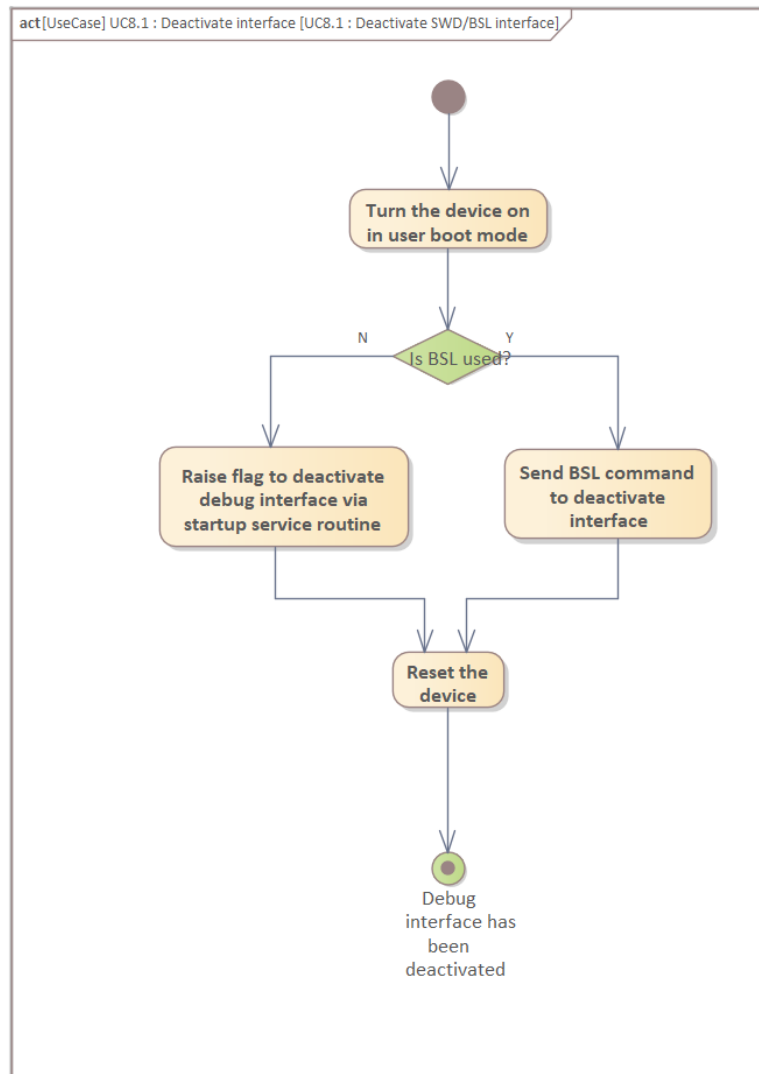 act [UseCase] UC8.1 : Deactivate interface [UC8.1 : Deactivate SWD/BSL interface]
Turn the device on
in user boot mode
N
Y
Is BSL used?
Raise flag to deactivate
debug interface via
startup service routine
Send BSL command
to deactivate
interface
Reset the
device
Debug
interface has
been
deactivated